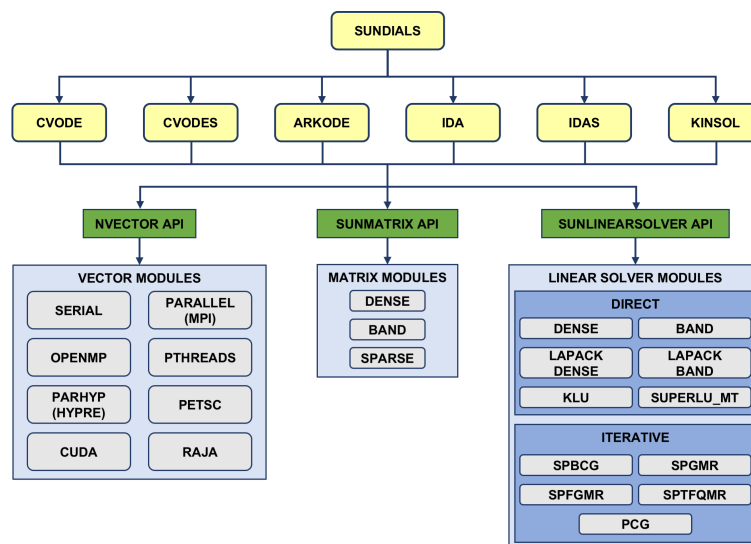 SUNDIALS
CVODE
CVODES
ARKODE
IDA
IDAS
KINSOL
NVECTOR API
SUNMATRIX API
SUNLINEARSOLVER API
VECTOR MODULES
SERIAL
PARALLEL
(MPI)
OPENMP
PTHREADS
PARHYP
(HYPRE)
PETSC
CUDA
RAJA
MATRIX MODULES
DENSE
BAND
SPARSE
LINEAR SOLVER MODULES
DIRECT
DENSE
BAND
LAPACK
DENSE
LAPACK
BAND
KLU
SUPERLU_MT
ITERATIVE
SPBCG
SPGMR
SPFGMR
SPTFQMR
PCG